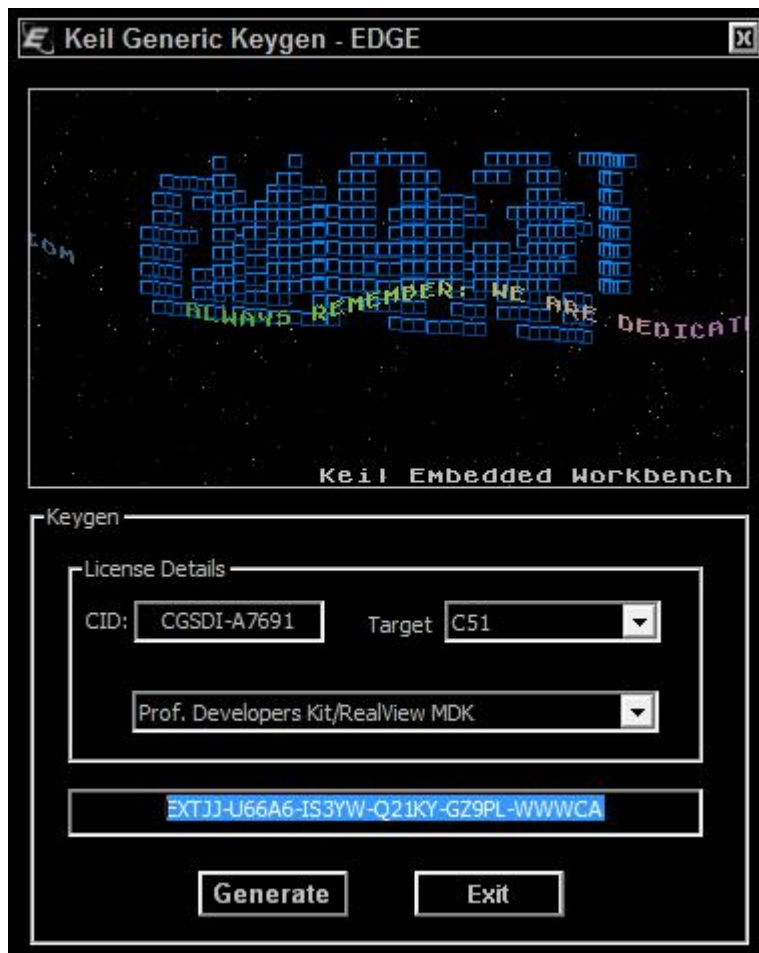 Keil Generic Keygen - EDGE
COM
ALWAYS REMEMBER: WE ARE DEDICAT
Keil Embedded Workbench
Keygen
License Details
CID: CGSDI-A7691 Target C51
Prof. Developers Kit/RealView MDK
EXTJJ-U66A6-IS3YW-Q21KY-GZ9PL-WWWCA
Generate Exit